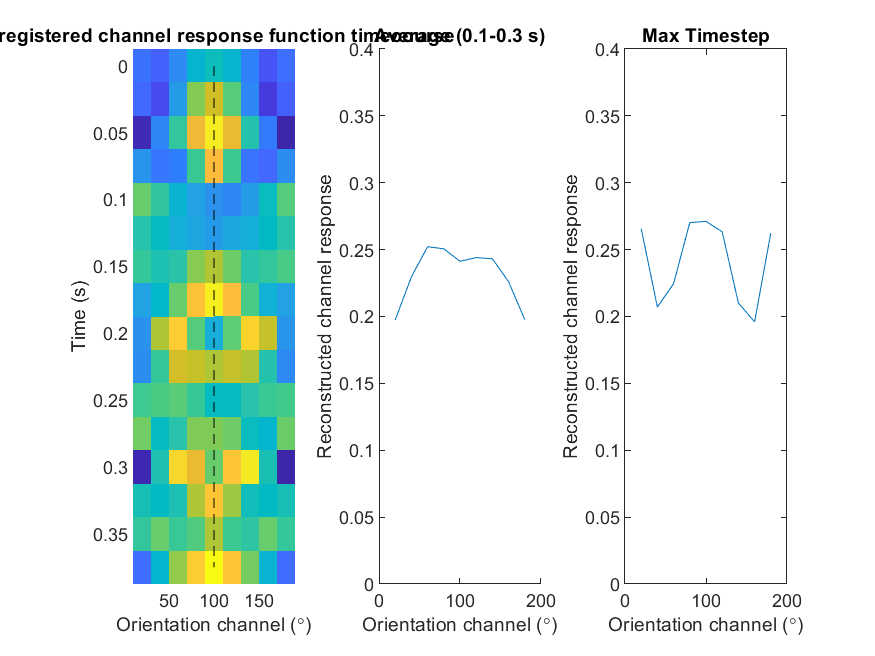 registered channel response function timecourse
Average (0.1-0.3 s)
Max Timestep
0
0.05
0.1
0.15
0.2
0.25
0.3
0.35
Time (s)
50 100 150
Orientation channel (°)
0.4
0.35
0.3
0.25
0.2
0.15
0.1
0.05
0
Reconstructed channel response
0 100 200
Orientation channel (°)
0.4
0.35
0.3
0.25
0.2
0.15
0.1
0.05
0
Reconstructed channel response
0 100 200
Orientation channel (°)